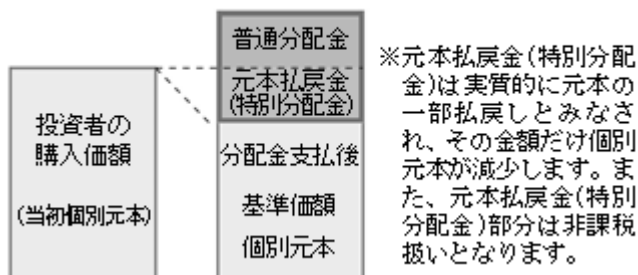 投資者の
購入価額
(当初個別元本)
普通分配金
元本払戻金
(特別分配金)
分配金支払後
基準価額
個別元本
※元本払戻金(特別分配
金)は実質的に元本の
一部払戻しとみなさ
れ、その金額だけ個別
元本が減少します。ま
た、元本払戻金(特別
分配金)部分は非課税
扱いとなります。